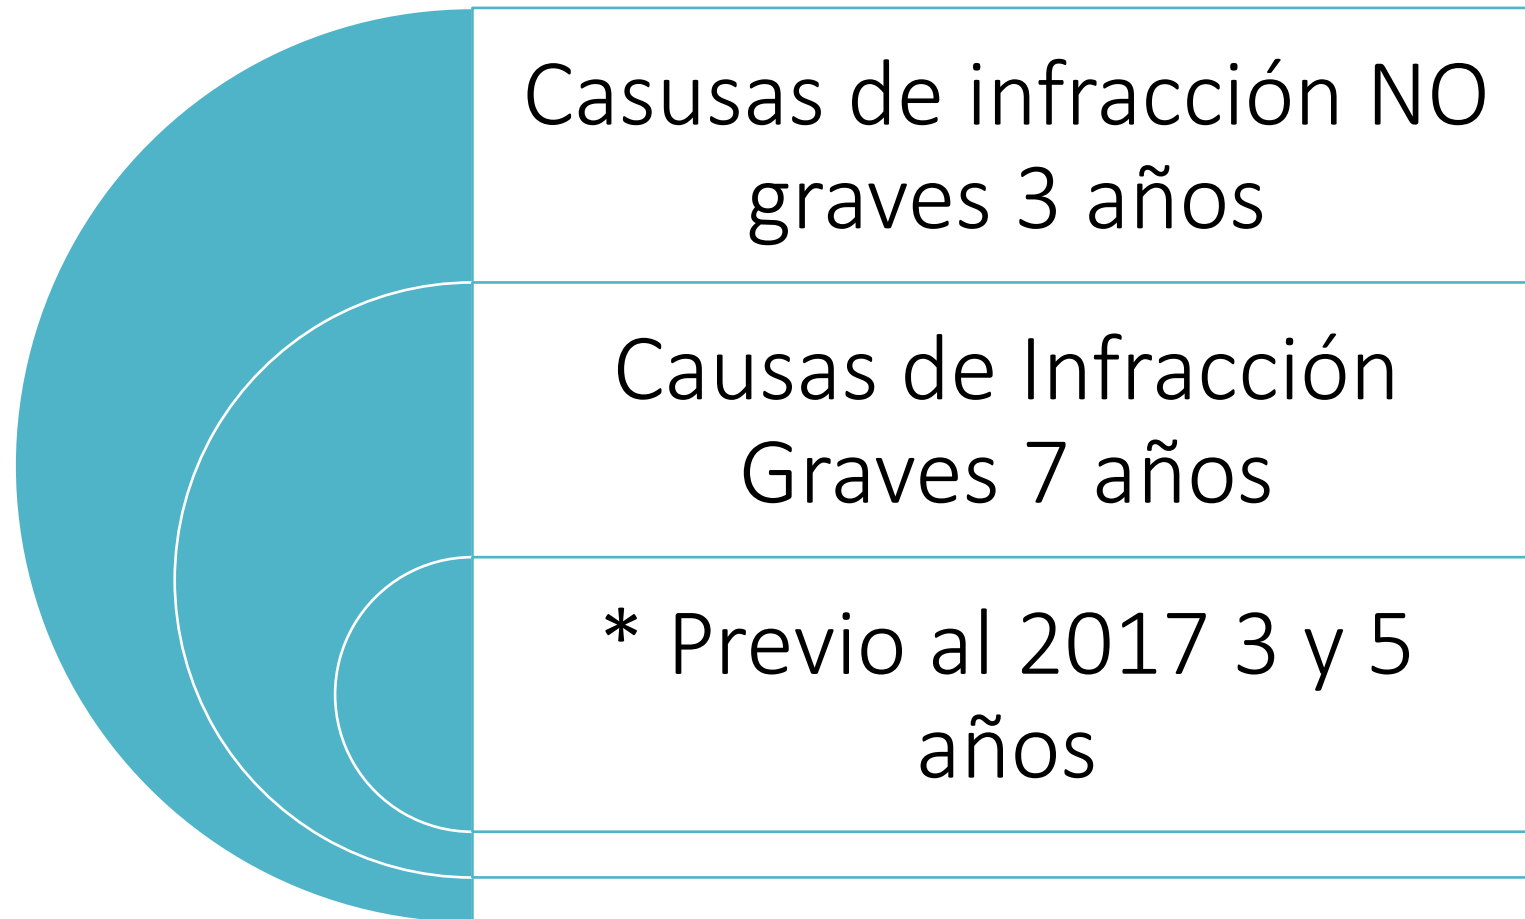 Casusas de infracción NO
graves 3 años
Causas de Infracción
Graves 7 años
* Previo al 2017 3 y 5
años